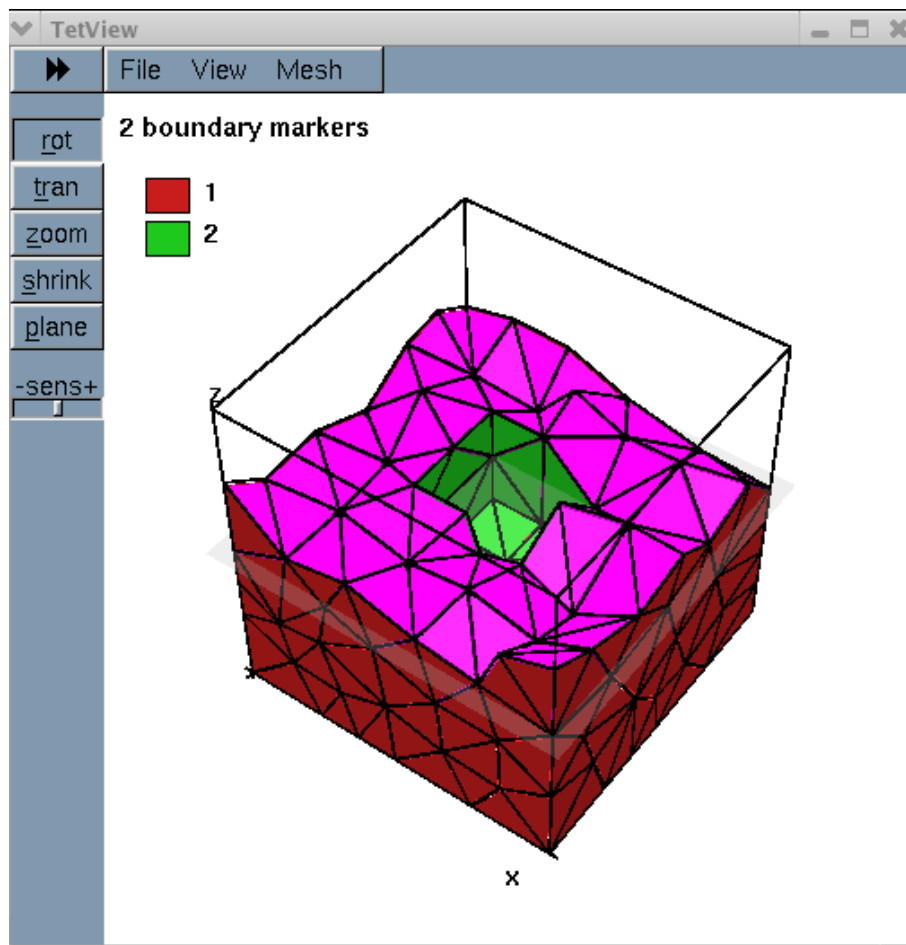 TetView
File View Mesh
rot
tran
zoom
shrink
plane
-sens+
2 boundary markers
1
2
z
x